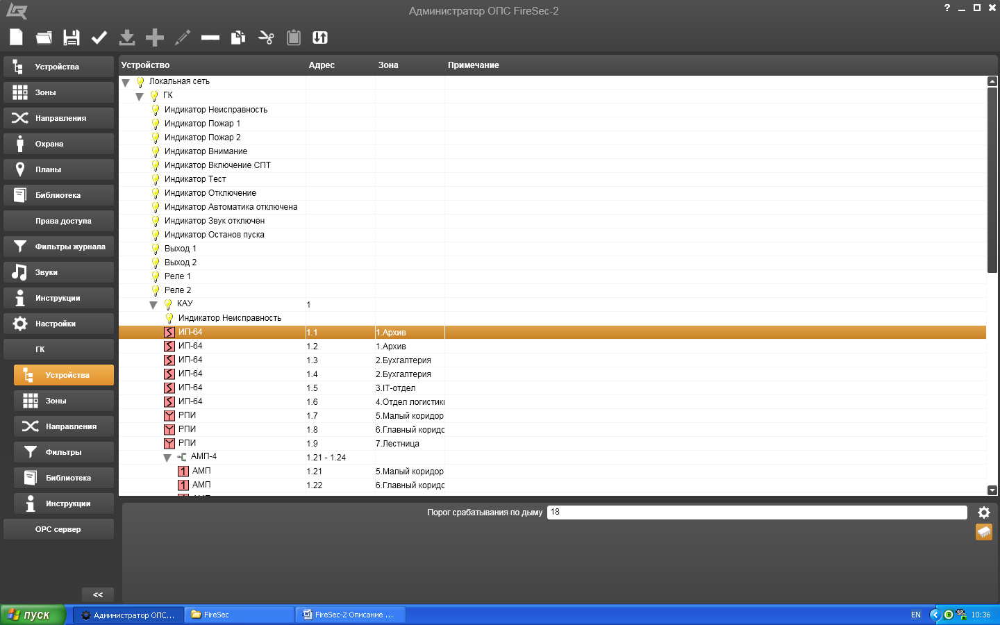 Администратор ОПС FireSec-2
?
Устройства
Зоны
Направления
Охрана
Планы
Библиотека
Права доступа
Фильтры журнала
Звуки
Инструкции
Настройки
ГК
Устройства
Зоны
Направления
Фильтры
Библиотека
Инструкции
OPC сервер
<<
Устройство Адрес Зона Примечание
Локальная сеть
ГК
Индикатор Неисправность
Индикатор Пожар 1
Индикатор Пожар 2
Индикатор Внимание
Индикатор Включение СПТ
Индикатор Тест
Индикатор Отключение
Индикатор Автоматика отключена
Индикатор Звук отключен
Индикатор Останов пуска
Выход 1
Выход 2
Реле 1
Реле 2
КАУ 1
Индикатор Неисправность
ИП-64 1.1 1.Архив
ИП-64 1.2 1.Архив
ИП-64 1.3 2.Бухгалтерия
ИП-64 1.4 2.Бухгалтерия
ИП-64 1.5 3.IT-отдел
ИП-64 1.6 4.Отдел логистики
РПИ 1.7 5.Малый коридор
РПИ 1.8 6.Главный коридо
РПИ 1.9 7.Лестница
АМП-4 1.21 - 1.24
1 АМП 1.21 5.Малый коридор
1 АМП 1.22 6.Главный коридо
Порог срабатывания по дыму 18
пуск Администратор ОПС... FireSec FireSec-2 Описание ... EN 10:36